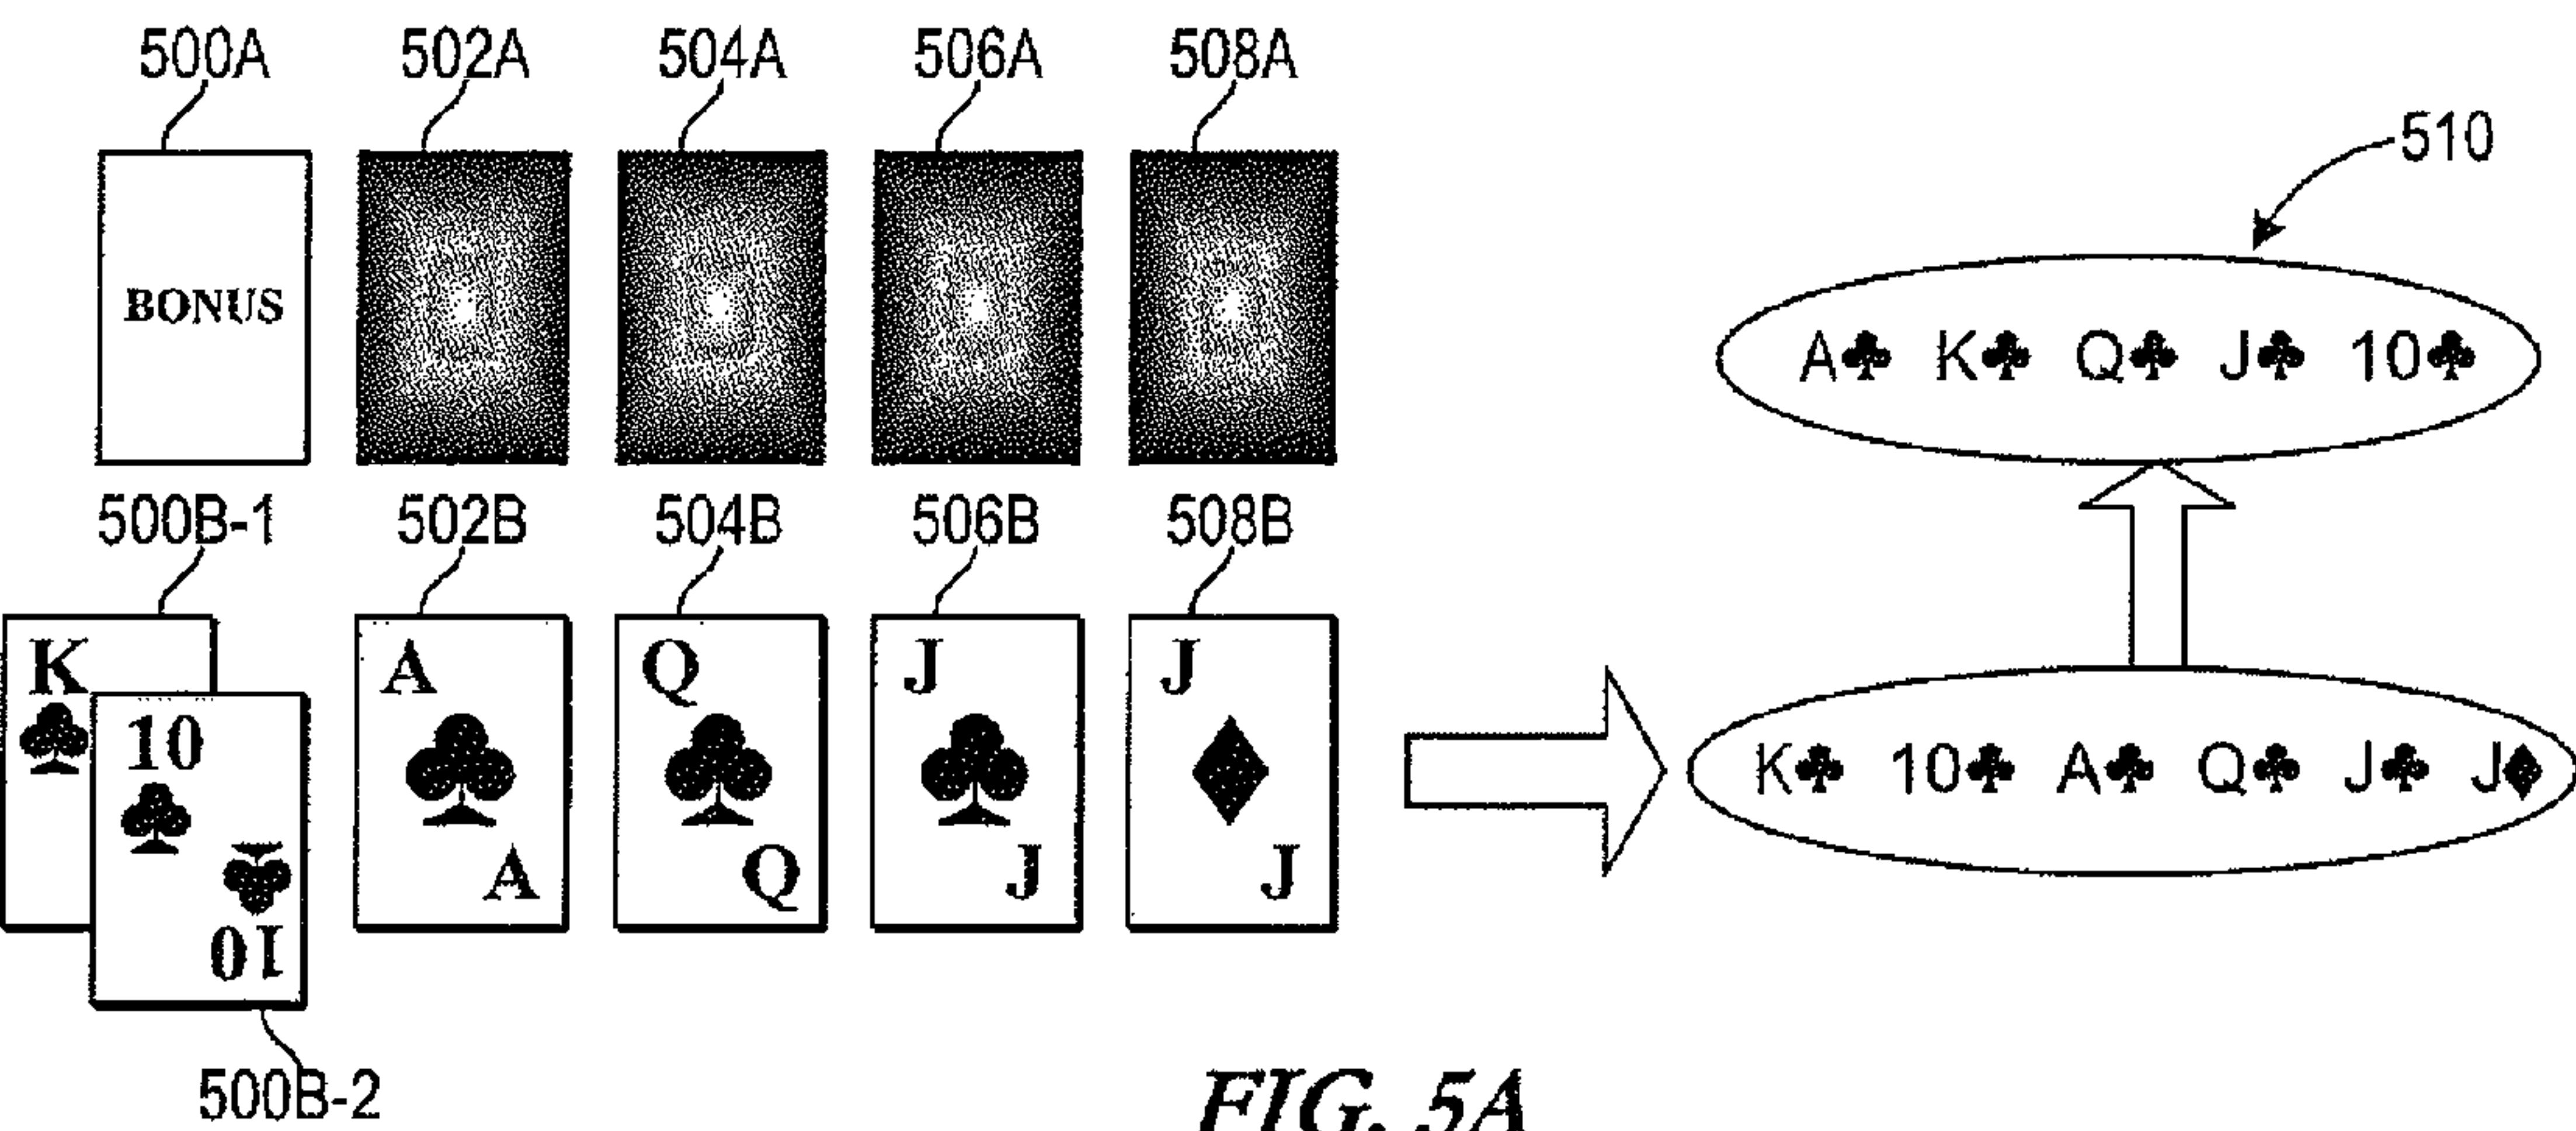 500A 502A 504A 506A 508A
510
BONUS
A♣ K♣ Q♣ J♣ 10♣
500B-1 502B 504B 506B 508B
K A Q J J
10
K♣ 10♣ A♣ Q♣ J♣ J♦
A Q J J
10
500B-2
FIG. 5A